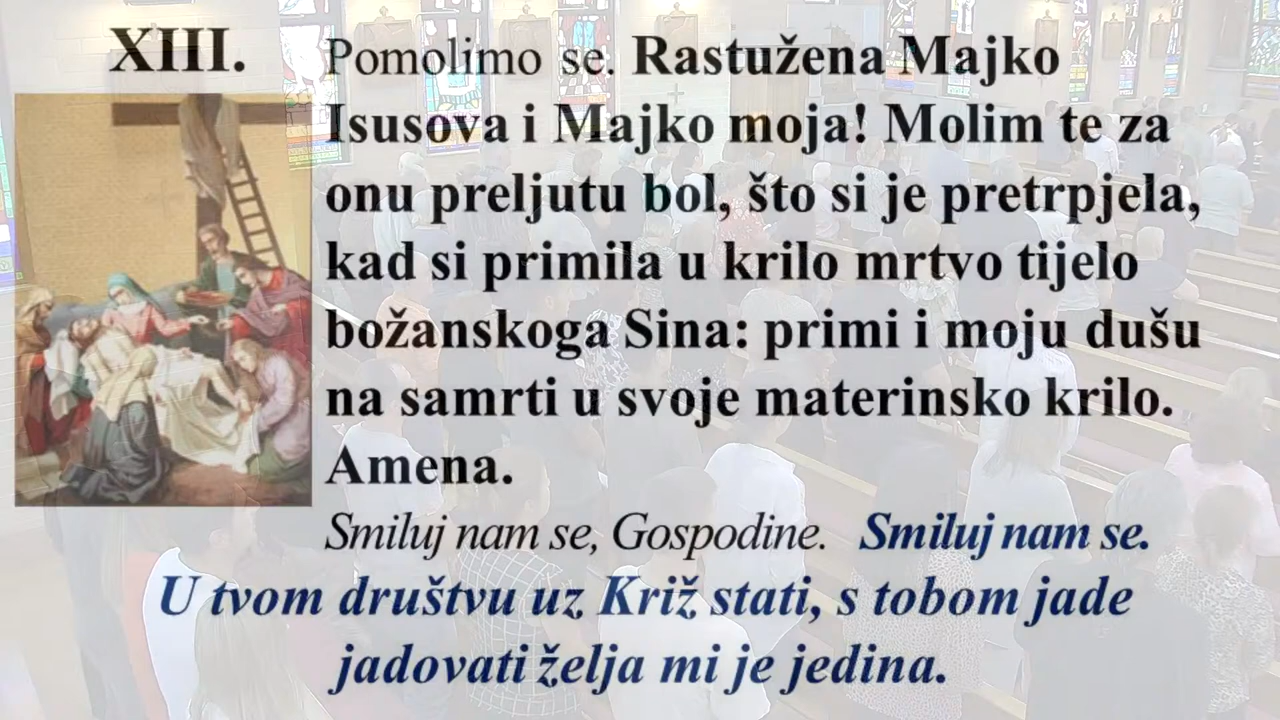 XIII.
Pomolimo se. Rastužena Majko
Isusova i Majko moja! Molim te za
onu preljutu bol, što si je pretrpjela,
kad si primila u krilo mrtvo tijelo
božanskoga Sina: primi i moju dušu
na samrti u svoje materinsko krilo.
Amena.
Smiluj nam se, Gospodine. Smiluj nam se.
U tvom društvu uz Križ stati, s tobom jade
jadovati želja mi je jedina.